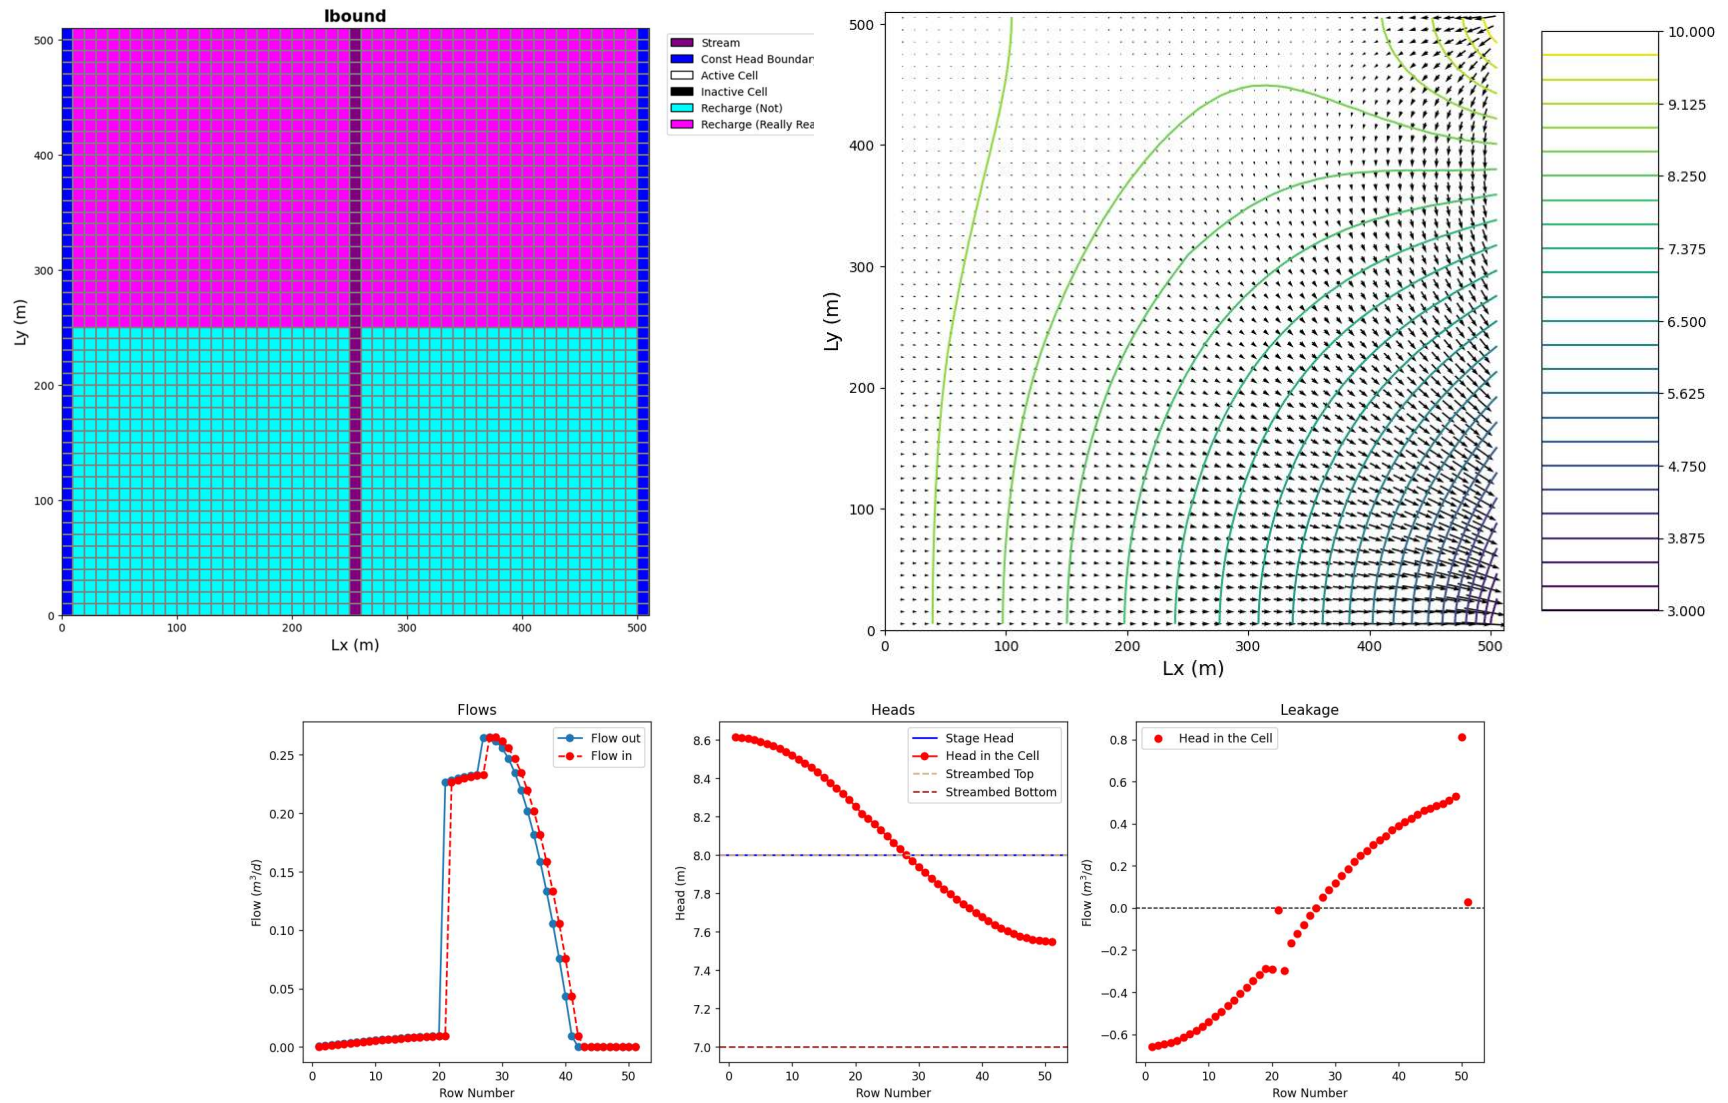 Ibound
500
400
300
200
100
0
0 100 200 300 400 500
Ly (m)
Lx (m)
Stream
Const Head Boundary
Active Cell
Inactive Cell
Recharge (Not)
Recharge (Really Rea
500
400
300
200
100
0
0 100 200 300 400 500
Ly (m)
Lx (m)
10.000
9.125
8.250
7.375
6.500
5.625
4.750
3.875
3.000
Flows
Flow out
Flow in
0.25
0.20
0.15
0.10
0.05
0.00
0 10 20 30 40 50
Flow (m³/d)
Row Number
Heads
Stage Head
Head in the Cell
Streambed Top
Streambed Bottom
8.6
8.4
8.2
8.0
7.8
7.6
7.4
7.2
7.0
0 10 20 30 40 50
Head (m)
Row Number
Leakage
Head in the Cell
0.8
0.6
0.4
0.2
0.0
−0.2
−0.4
−0.6
0 10 20 30 40 50
Flow (m³/d)
Row Number